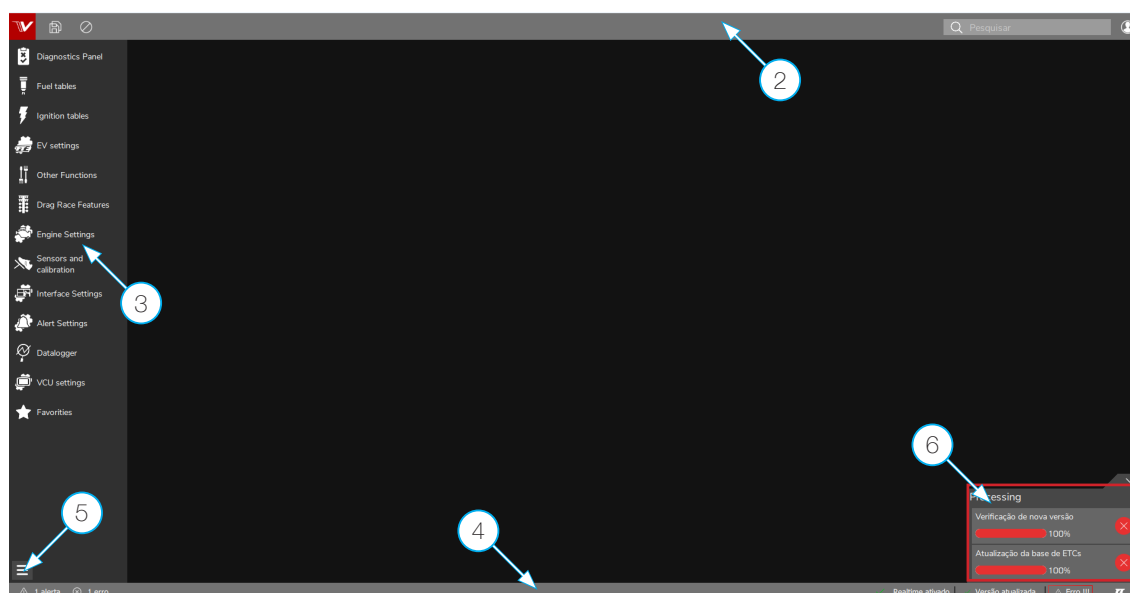 Pesquisar
2
Diagnostics Panel
Fuel tables
Ignition tables
EV settings
Other Functions
Drag Race Features
Engine Settings
Sensors and
calibration
3
Interface Settings
Alert Settings
Datalogger
VCU settings
Favorities
6
Processing
Verificação de nova versão
100%
Atualização da base de ETCs
100%
5
4
1 alerta
1 erro
Realtime ativado
Versão atualizada
Erro !!!